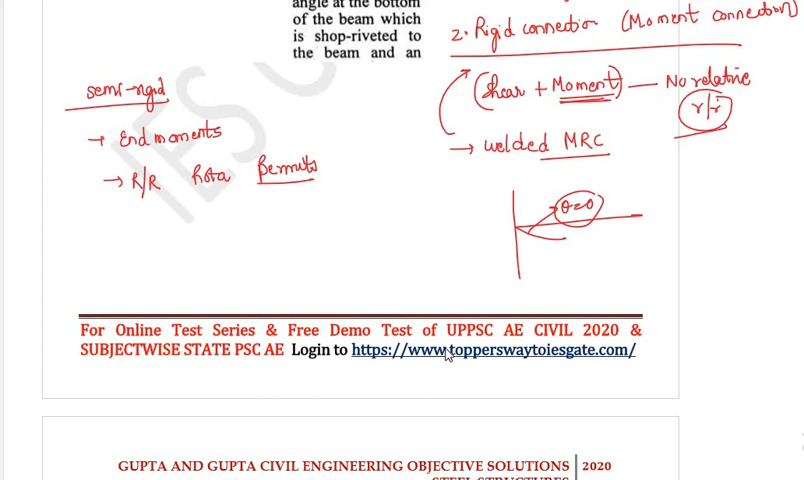 angle at the bottom
of the beam which
is shop-riveted to
the beam and an
2. Rigid connection (Moment connection)
(Shear + Moment) — No relative
r/r
→ welded MRC
θ=0
semi-rigid
→ End moments
→ R/R Rota Permits
For Online Test Series & Free Demo Test of UPPSC AE CIVIL 2020 &
SUBJECTWISE STATE PSC AE Login to https://www.topperswaytoiesgate.com/
GUPTA AND GUPTA CIVIL ENGINEERING OBJECTIVE SOLUTIONS 2020
STEEL STRUCTURES